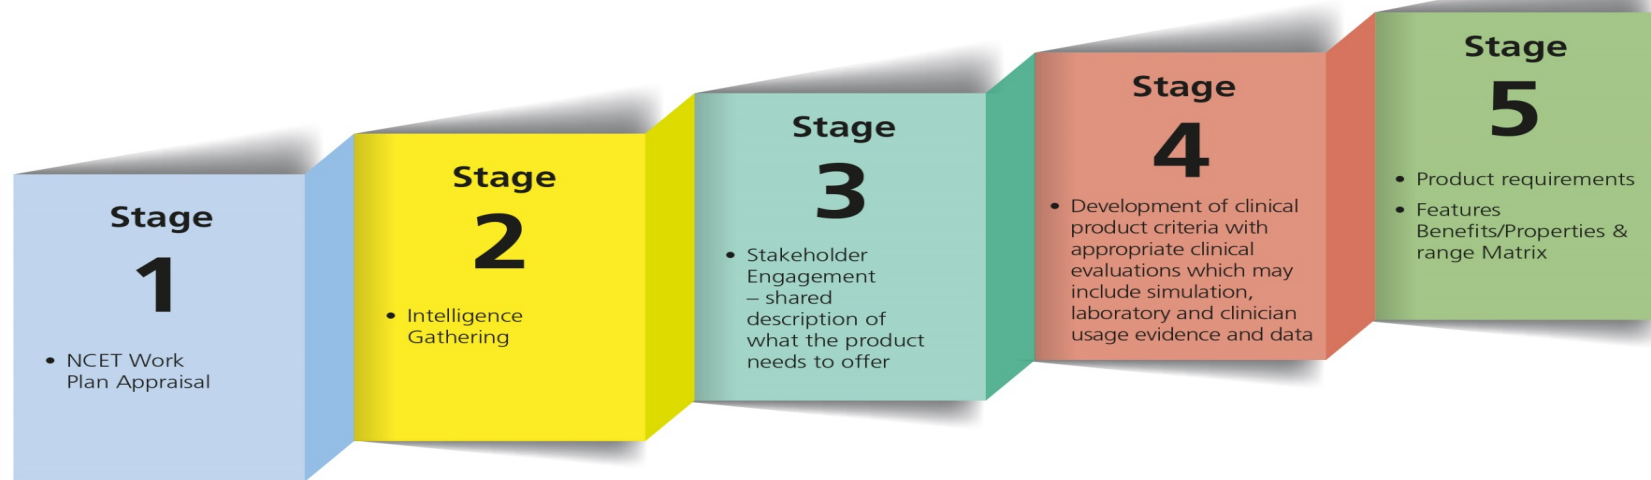 Stage
1
• NCET Work
Plan Appraisal
Stage
2
• Intelligence
Gathering
Stage
3
• Stakeholder
Engagement
– shared
description of
what the product
needs to offer
Stage
4
• Development of clinical
product criteria with
appropriate clinical
evaluations which may
include simulation,
laboratory and clinician
usage evidence and data
Stage
5
• Product requirements
• Features
Benefits/Properties &
range Matrix